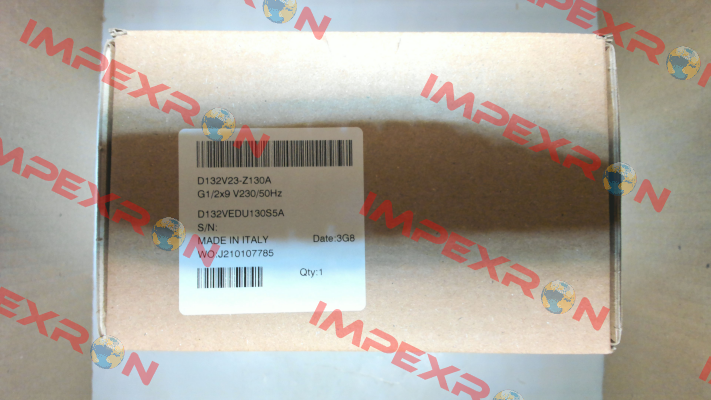 D132V23-Z130A
G1/2x9 V230/50Hz
D132VEDU130S5A
S/N:
MADE IN ITALY Date:3G8
WO:J210107785
Qty:1
IMPEXRON
IMPEXRON
IMPEXRON
IMPEXRON
IMPEXRON
IMPEXRON
IMPEXRON